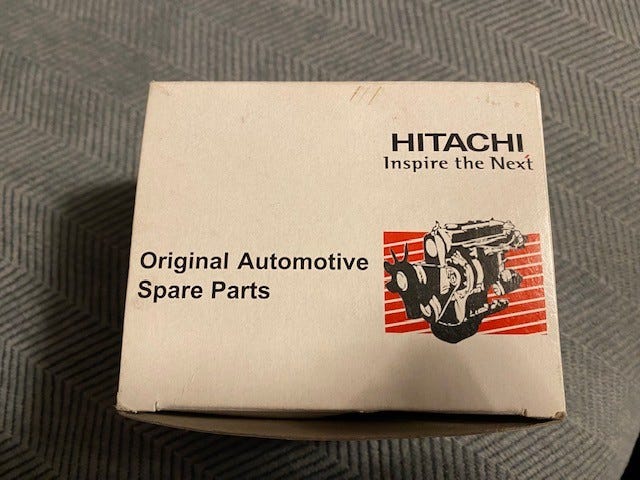 HITACHI
Inspire the Next
Original Automotive
Spare Parts